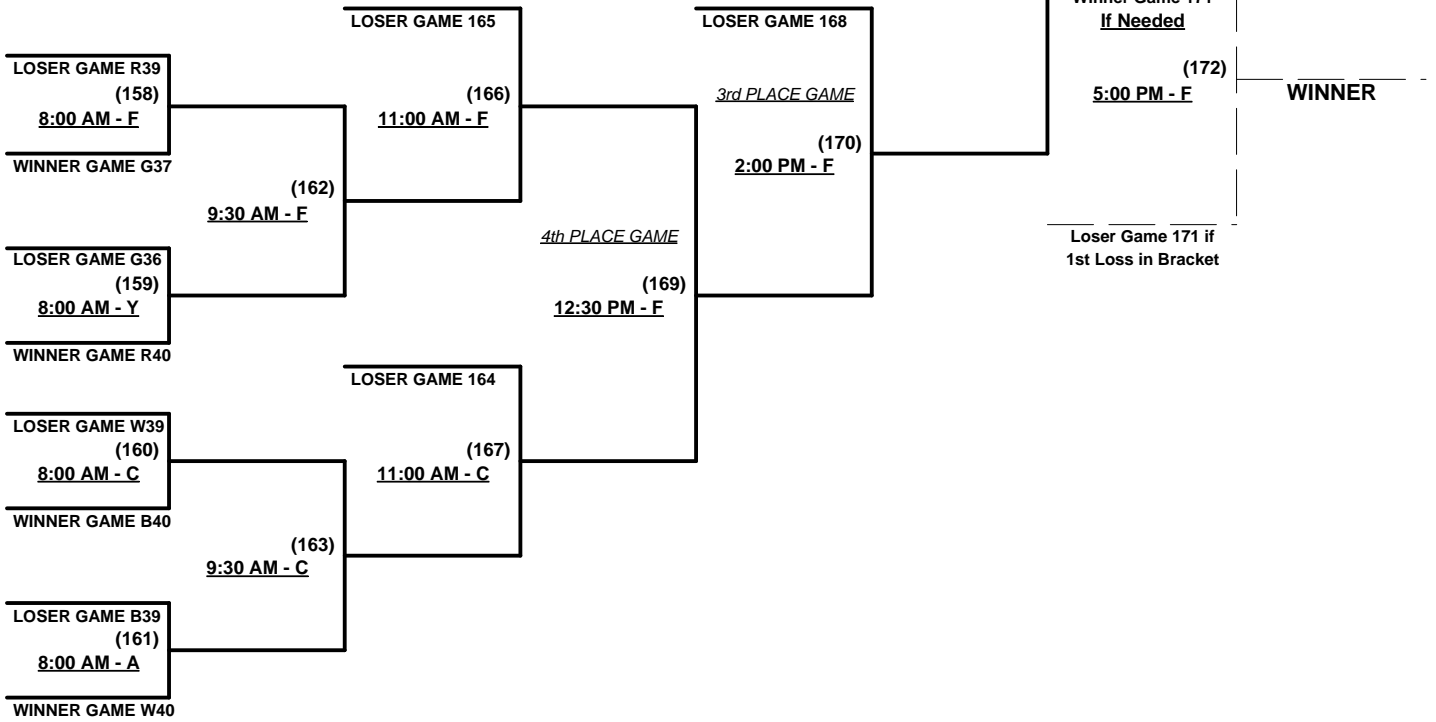 LOSER GAME 165
LOSER GAME 168
Winner Game 171
If Needed
LOSER GAME R39
(158)
8:00 AM - F
WINNER GAME G37
(166)
11:00 AM - F
3rd PLACE GAME
(170)
2:00 PM - F
(172)
5:00 PM - F
WINNER
(162)
9:30 AM - F
4th PLACE GAME
Loser Game 171 if
1st Loss in Bracket
LOSER GAME G36
(159)
8:00 AM - Y
WINNER GAME R40
(169)
12:30 PM - F
LOSER GAME 164
LOSER GAME W39
(160)
8:00 AM - C
WINNER GAME B40
(167)
11:00 AM - C
(163)
9:30 AM - C
LOSER GAME B39
(161)
8:00 AM - A
WINNER GAME W40